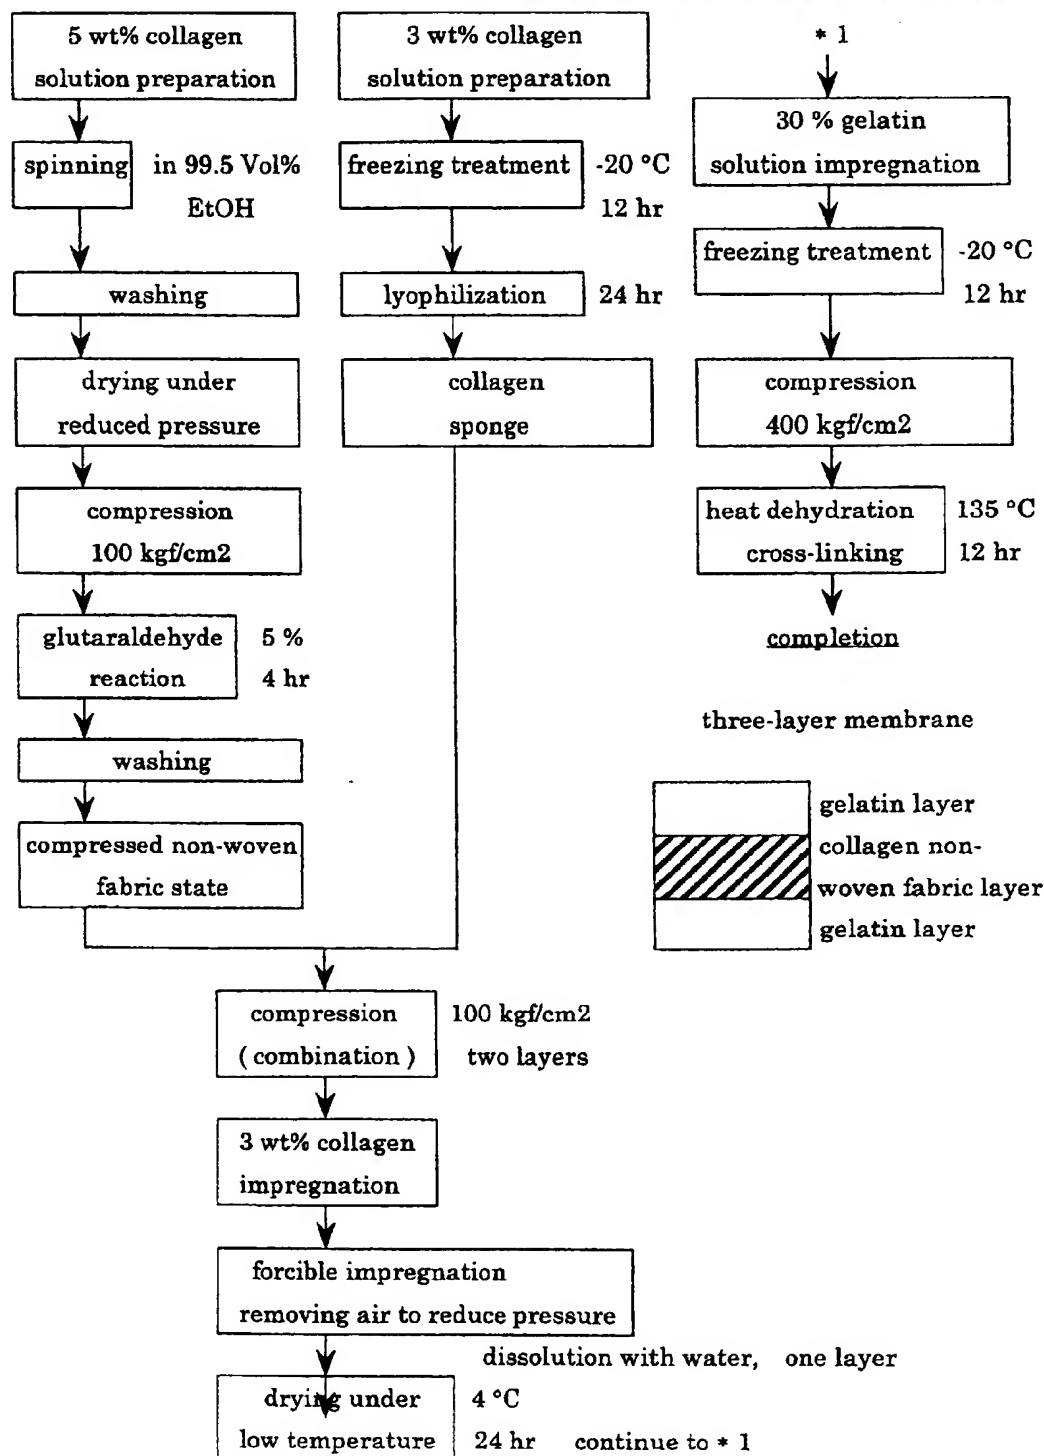 5 wt% collagen
solution preparation
spinning
in 99.5 Vol%
EtOH
washing
drying under
reduced pressure
compression
100 kgf/cm2
glutaraldehyde
reaction
5 %
4 hr
washing
compressed non-woven
fabric state
3 wt% collagen
solution preparation
freezing treatment
-20 °C
12 hr
lyophilization
24 hr
collagen
sponge
compression
( combination )
100 kgf/cm2
two layers
3 wt% collagen
impregnation
forcible impregnation
removing air to reduce pressure
dissolution with water, one layer
drying under
low temperature
4 °C
24 hr
continue to * 1
* 1
30 % gelatin
solution impregnation
freezing treatment
-20 °C
12 hr
compression
400 kgf/cm2
heat dehydration
cross-linking
135 °C
12 hr
completion
three-layer membrane
gelatin layer
collagen non-
woven fabric layer
gelatin layer